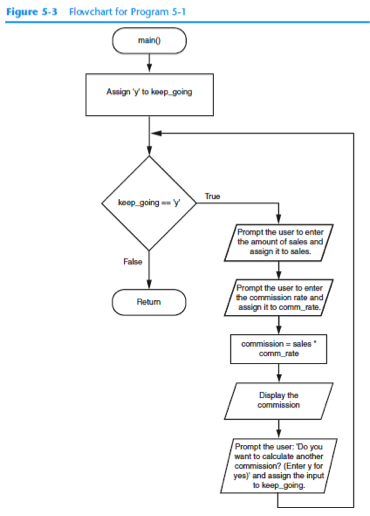 Figure 5-3 Flowchart for Program 5-1
main()
Assign 'y' to keep_going
keep_going == 'y'
True
False
Return
Prompt the user to enter
the amount of sales and
assign it to sales.
Prompt the user to enter
the commission rate and
assign it to comm_rate.
commission = sales *
comm_rate
Display the
commission
Prompt the user: 'Do you
want to calculate another
commission? (Enter y for
yes)' and assign the input
to keep_going.